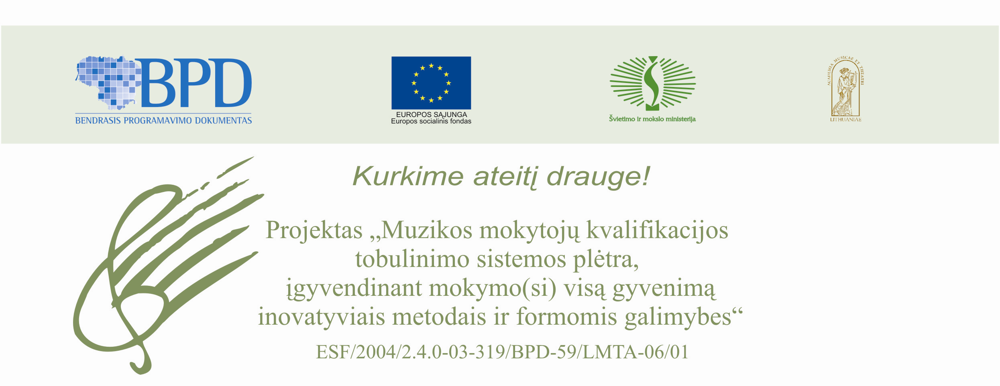 BPD
BENDRASIS PROGRAMAVIMO DOKUMENTAS
EUROPOS SĄJUNGA
Europos socialinis fondas
Švietimo ir mokslo ministerija
ACADEMIA MUSICAE ET THEATRI
LITHUANIAE
Kurkime ateitį drauge!
Projektas „Muzikos mokytojų kvalifikacijos
tobulinimo sistemos plėtra,
įgyvendinant mokymo(si) visą gyvenimą
inovatyviais metodais ir formomis galimybes“
ESF/2004/2.4.0-03-319/BPD-59/LMTA-06/01